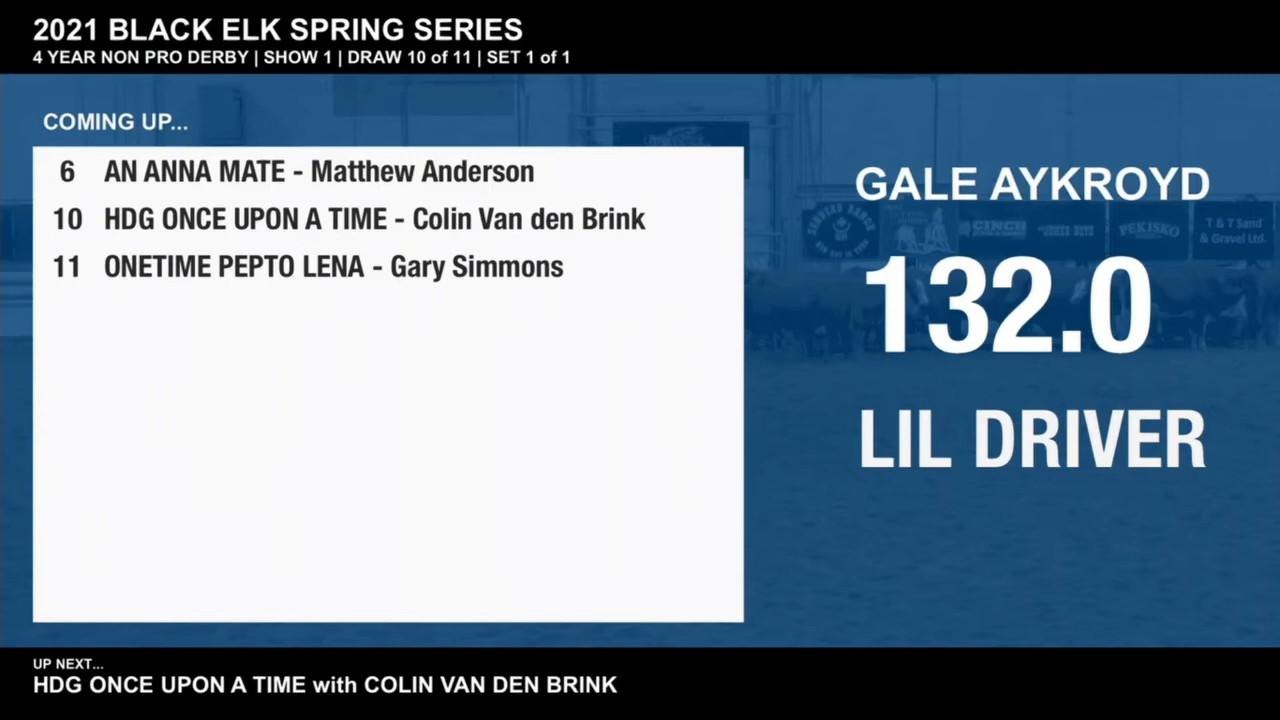 2021 BLACK ELK SPRING SERIES
4 YEAR NON PRO DERBY | SHOW 1 | DRAW 10 of 11 | SET 1 of 1
COMING UP...
6 AN ANNA MATE - Matthew Anderson
10 HDG ONCE UPON A TIME - Colin Van den Brink
11 ONETIME PEPTO LENA - Gary Simmons
GALE AYKROYD
CINCH
PEKISKO
T & T Sand
& Gravel Ltd.
132.0
LIL DRIVER
UP NEXT...
HDG ONCE UPON A TIME with COLIN VAN DEN BRINK